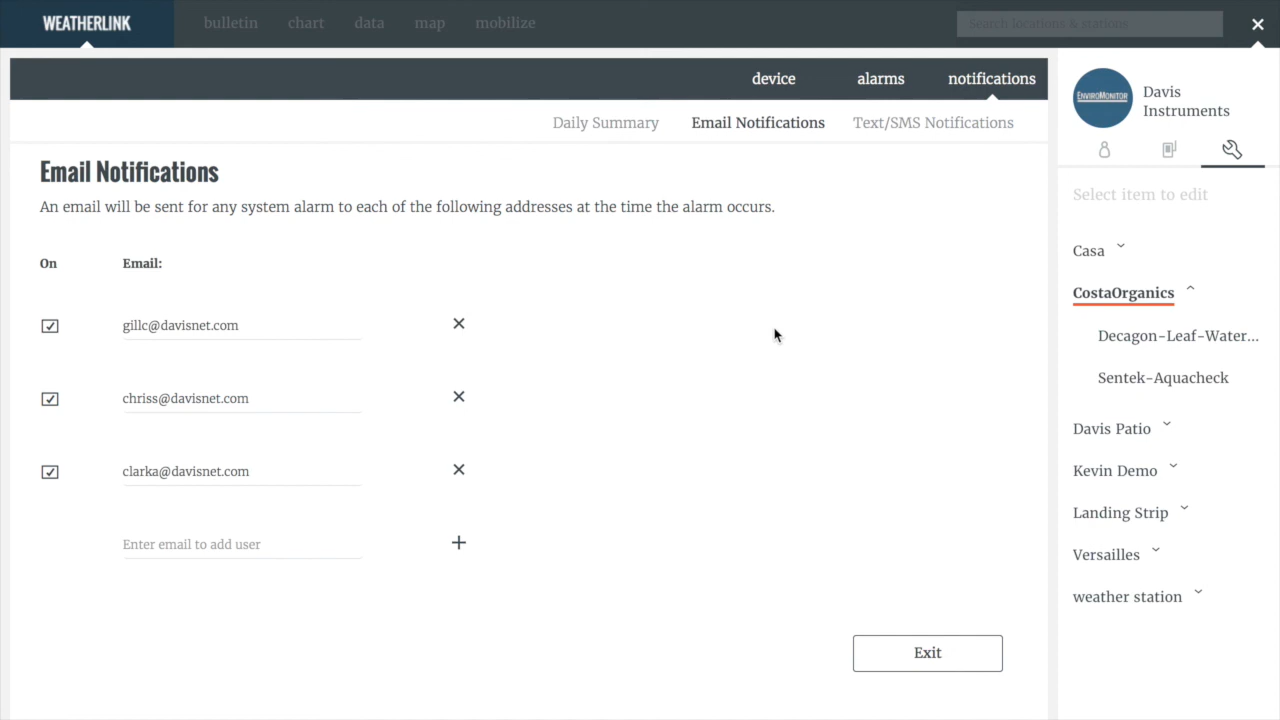 WEATHERLINK
bulletin chart data map mobilize
Search locations & stations
device alarms notifications
Daily Summary Email Notifications Text/SMS Notifications
Email Notifications
An email will be sent for any system alarm to each of the following addresses at the time the alarm occurs.
On Email:
gillc@davisnet.com
chriss@davisnet.com
clarka@davisnet.com
Enter email to add user
Exit
ENVIROMONITOR
Davis
Instruments
Select item to edit
Casa
CostaOrganics
Decagon-Leaf-Water...
Sentek-Aquacheck
Davis Patio
Kevin Demo
Landing Strip
Versailles
weather station